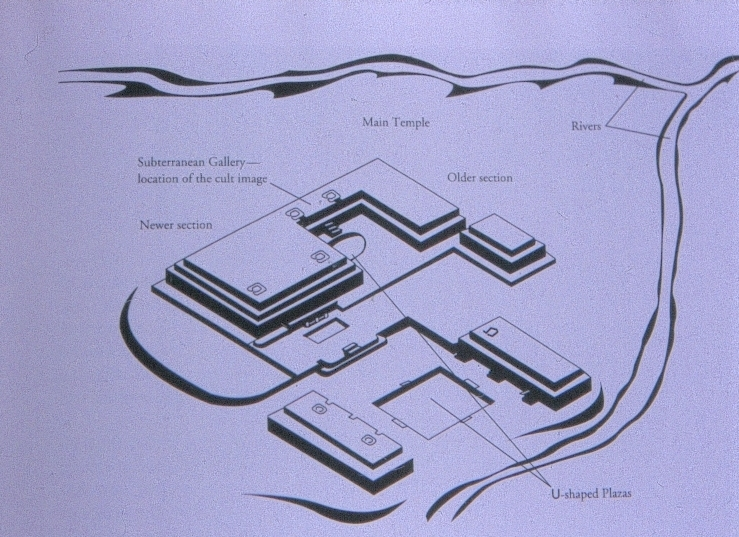 Main Temple
Rivers
Subterranean Gallery—
location of the cult image
Older section
Newer section
U-shaped Plazas